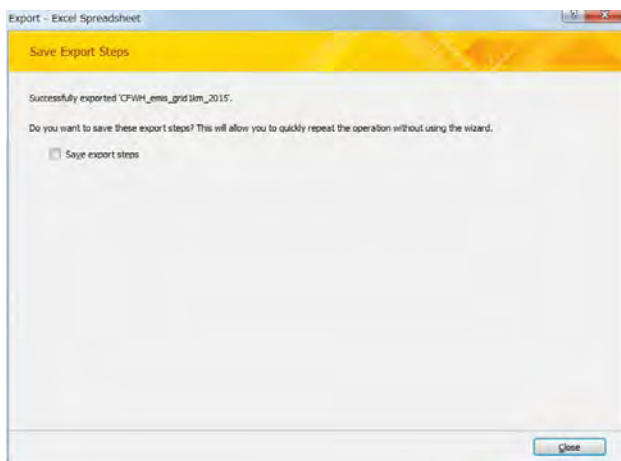 Export - Excel Spreadsheet
Save Export Steps
Successfully exported 'CFWH_emis_grid1km_2015'.
Do you want to save these export steps? This will allow you to quickly repeat the operation without using the wizard.
Save export steps
Close